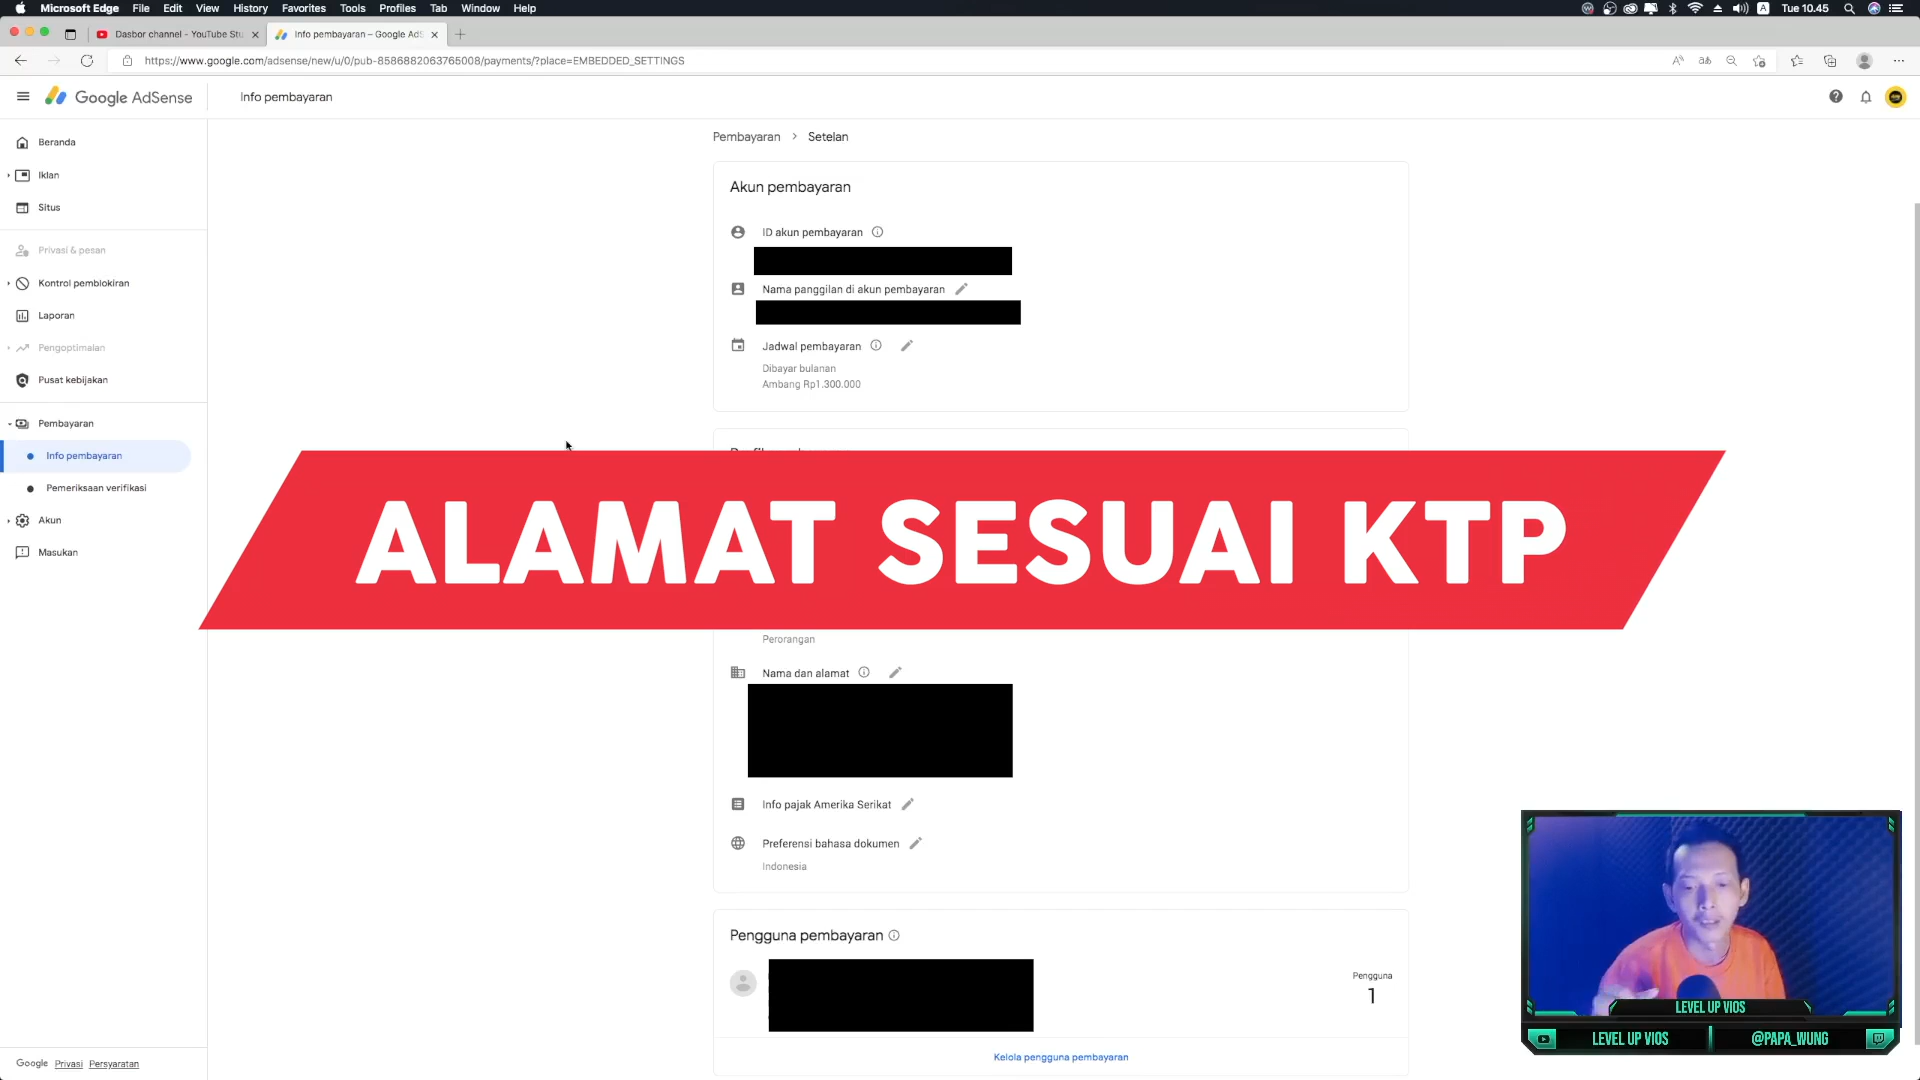 Microsoft Edge File Edit View History Favorites Tools Profiles Tab Window Help
Tue 10.45
Dasbor channel - YouTube Stu
Info pembayaran – Google AdS
https://www.google.com/adsense/new/u/0/pub-8586882063765008/payments/?place=EMBEDDED_SETTINGS
Google AdSense
Info pembayaran
Beranda
Iklan
Situs
Privasi & pesan
Kontrol pemblokiran
Laporan
Pengoptimalan
Pusat kebijakan
Pembayaran
Info pembayaran
Pemeriksaan verifikasi
Akun
Masukan
Google Privasi Persyaratan
Pembayaran > Setelan
Akun pembayaran
ID akun pembayaran
Nama panggilan di akun pembayaran
Jadwal pembayaran
Dibayar bulanan
Ambang Rp1.300.000
ALAMAT SESUAI KTP
Perorangan
Nama dan alamat
Info pajak Amerika Serikat
Preferensi bahasa dokumen
Indonesia
Pengguna pembayaran
Pengguna
1
Kelola pengguna pembayaran
LEVEL UP VIOS
LEVEL UP VIOS
@PAPA_WUNG